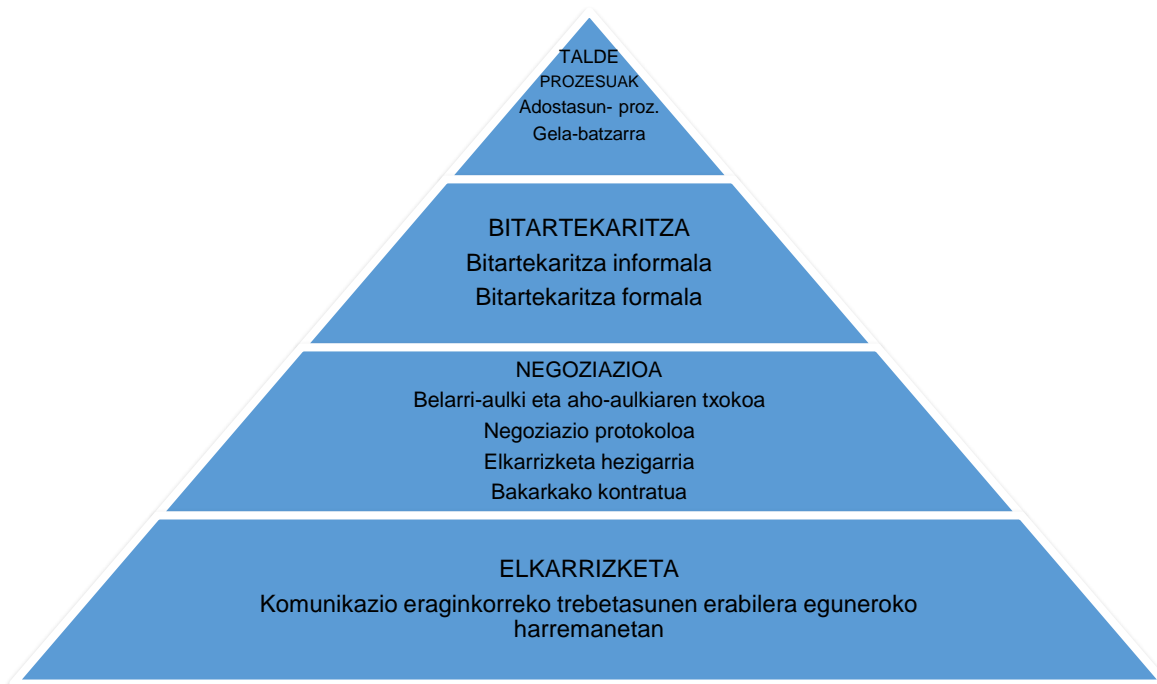 TALDE
PROZESUAK
Adostasun- proz.
Gela-batzarra
BITARTEKARITZA
Bitartekaritza informala
Bitartekaritza formala
NEGOZIAZIOA
Belarri-aulki eta aho-aulkiaren txokoa
Negoziazio protokoloa
Elkarrizketa hezigarria
Bakarkako kontratua
ELKARRIZKETA
Komunikazio eraginkorreko trebetasunen erabilera eguneroko
harremanetan